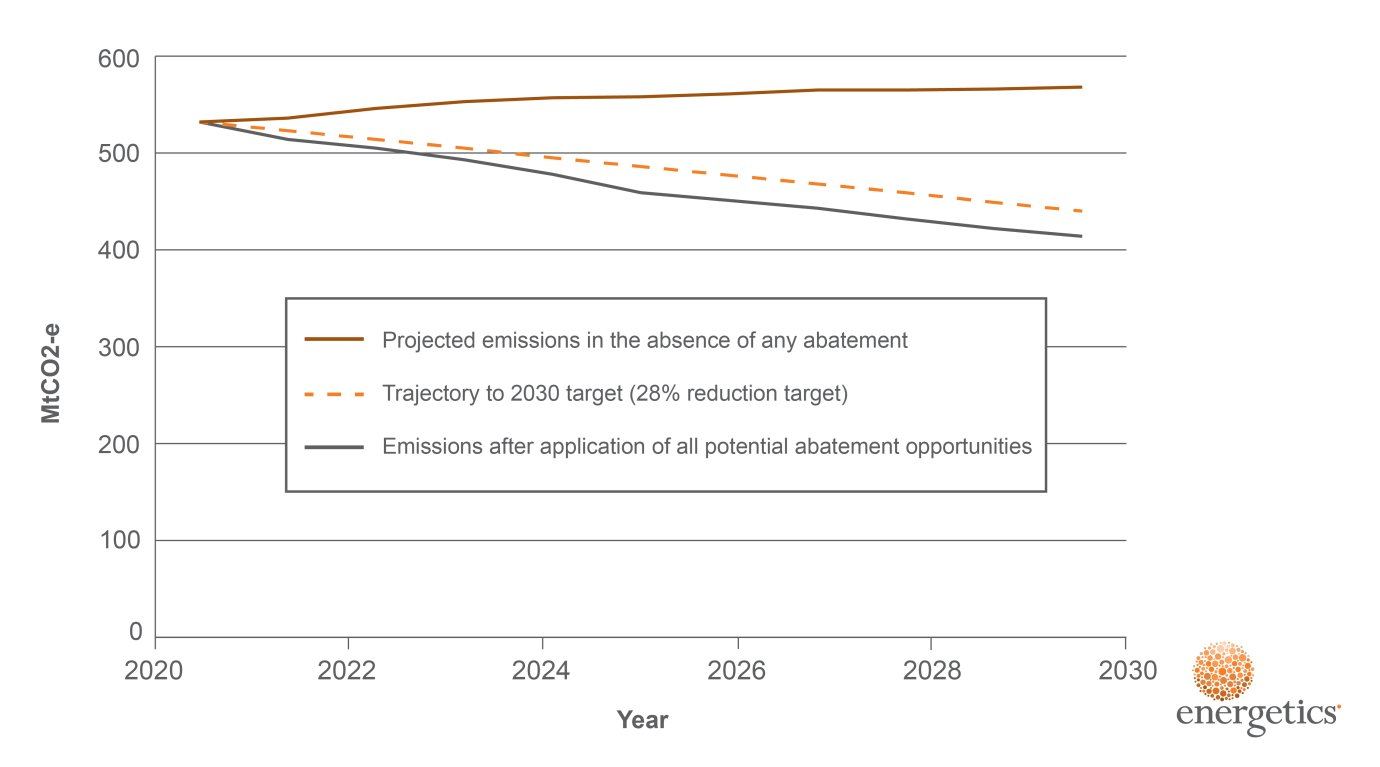 600
500
400
300
200
100
0
MtCO2-e
Projected emissions in the absence of any abatement
Trajectory to 2030 target (28% reduction target)
Emissions after application of all potential abatement opportunities
2020 2022 2024 2026 2028 2030
Year
energetics